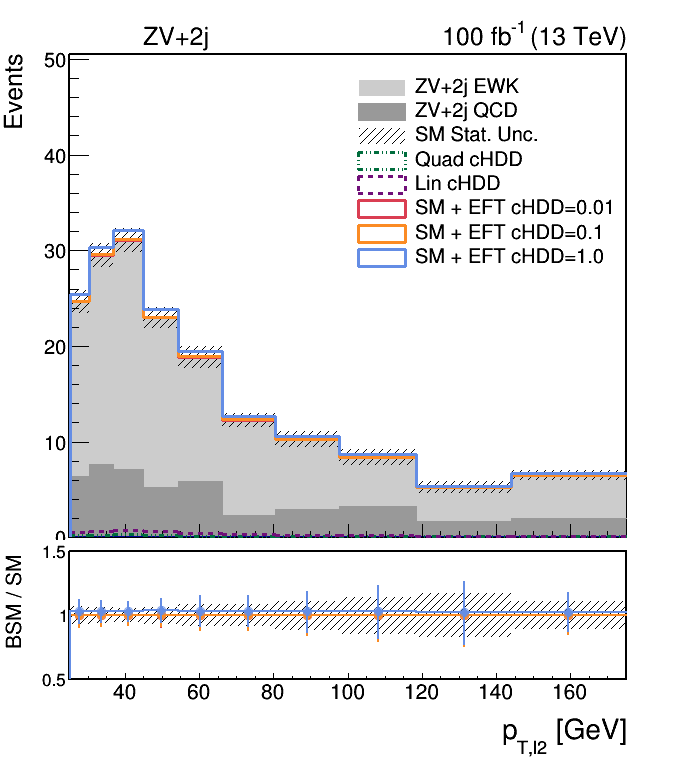 ZV+2j
100 fb-1 (13 TeV)
Events
50
40
30
20
10
0
ZV+2j EWK
ZV+2j QCD
SM Stat. Unc.
Quad cHDD
Lin cHDD
SM + EFT cHDD=0.01
SM + EFT cHDD=0.1
SM + EFT cHDD=1.0
BSM / SM
1.5
1
0.5
40 60 80 100 120 140 160
pT,l2 [GeV]